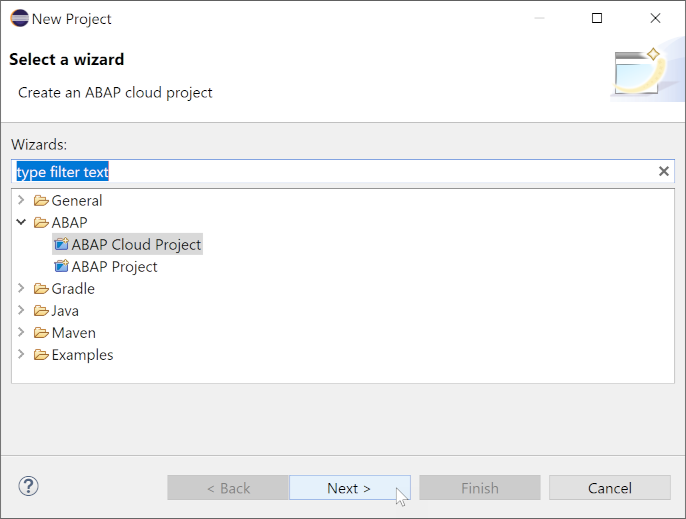 New Project
Select a wizard
Create an ABAP cloud project
Wizards:
type filter text
General
ABAP
ABAP Cloud Project
ABAP Project
Gradle
Java
Maven
Examples
? < Back Next > Finish Cancel